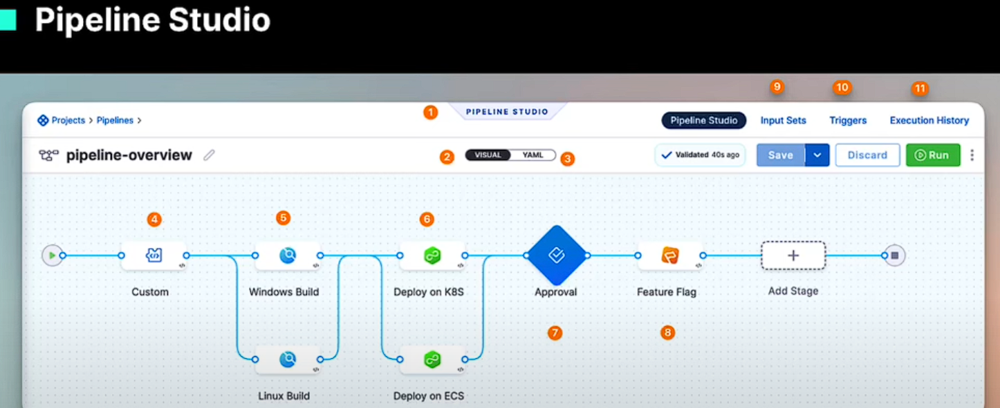 Pipeline Studio
9 10 11
1 PIPELINE STUDIO
Projects > Pipelines >
Pipeline Studio Input Sets Triggers Execution History
pipeline-overview
2 VISUAL YAML 3
Validated 40s ago
Save Discard Run
4 5 6
Custom Windows Build Deploy on K8S Approval Feature Flag Add Stage
7 8
Linux Build Deploy on ECS